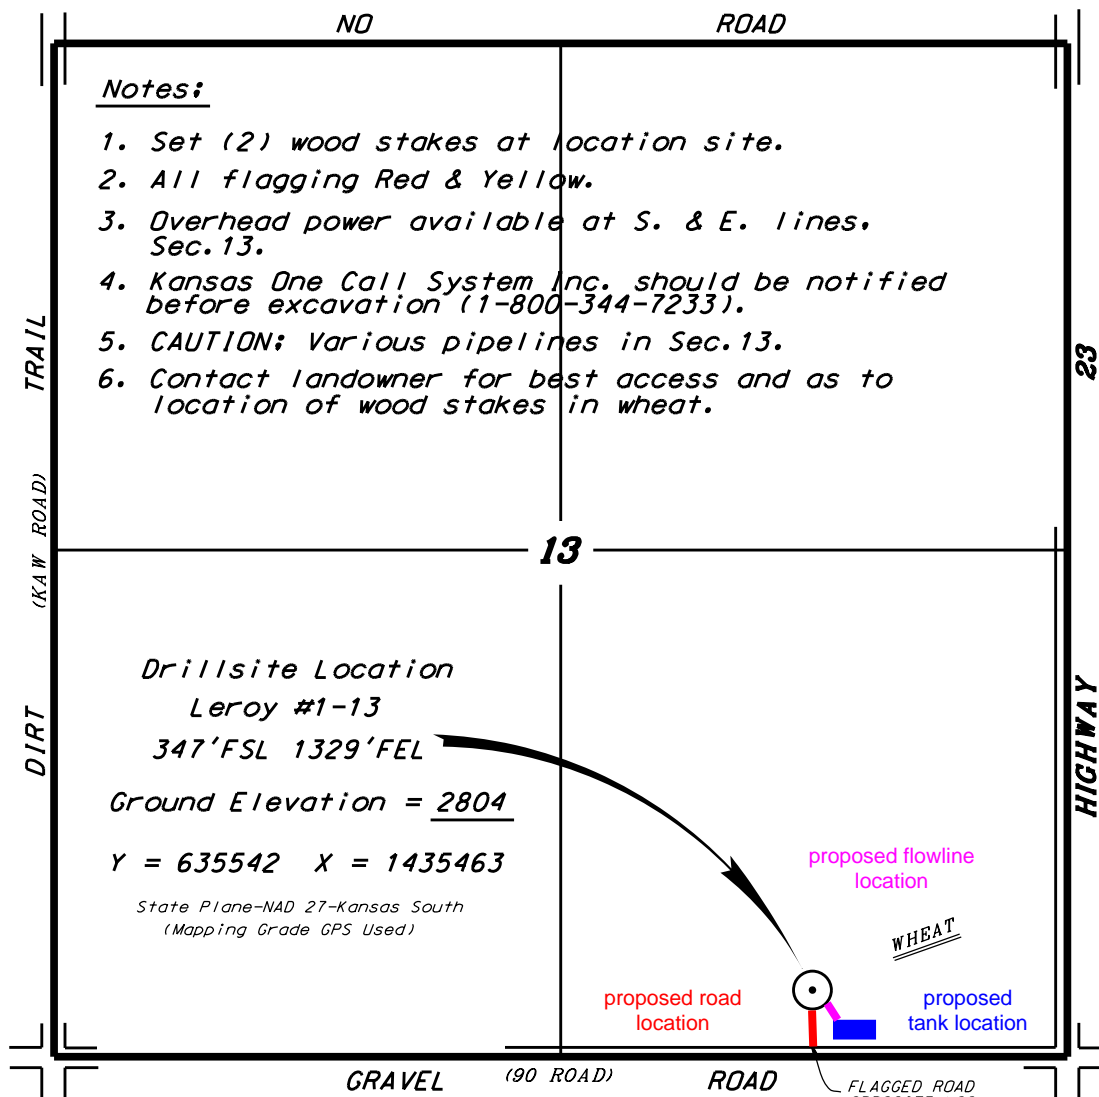 NO ROAD
Notes:
1. Set (2) wood stakes at location site.
2. All flagging Red & Yellow.
3. Overhead power available at S. & E. lines,
Sec.13.
4. Kansas One Call System Inc. should be notified
before excavation (1-800-344-7233).
5. CAUTION: Various pipelines in Sec.13.
6. Contact landowner for best access and as to
location of wood stakes in wheat.
DIRT TRAIL
(KAW ROAD)
HIGHWAY 23
13
Drillsite Location
Leroy #1-13
347'FSL 1329'FEL
Ground Elevation = 2804
Y = 635542 X = 1435463
State Plane-NAD 27-Kansas South
(Mapping Grade GPS Used)
proposed flowline
location
WHEAT
proposed road
location
proposed
tank location
GRAVEL (90 ROAD) ROAD
FLAGGED ROAD